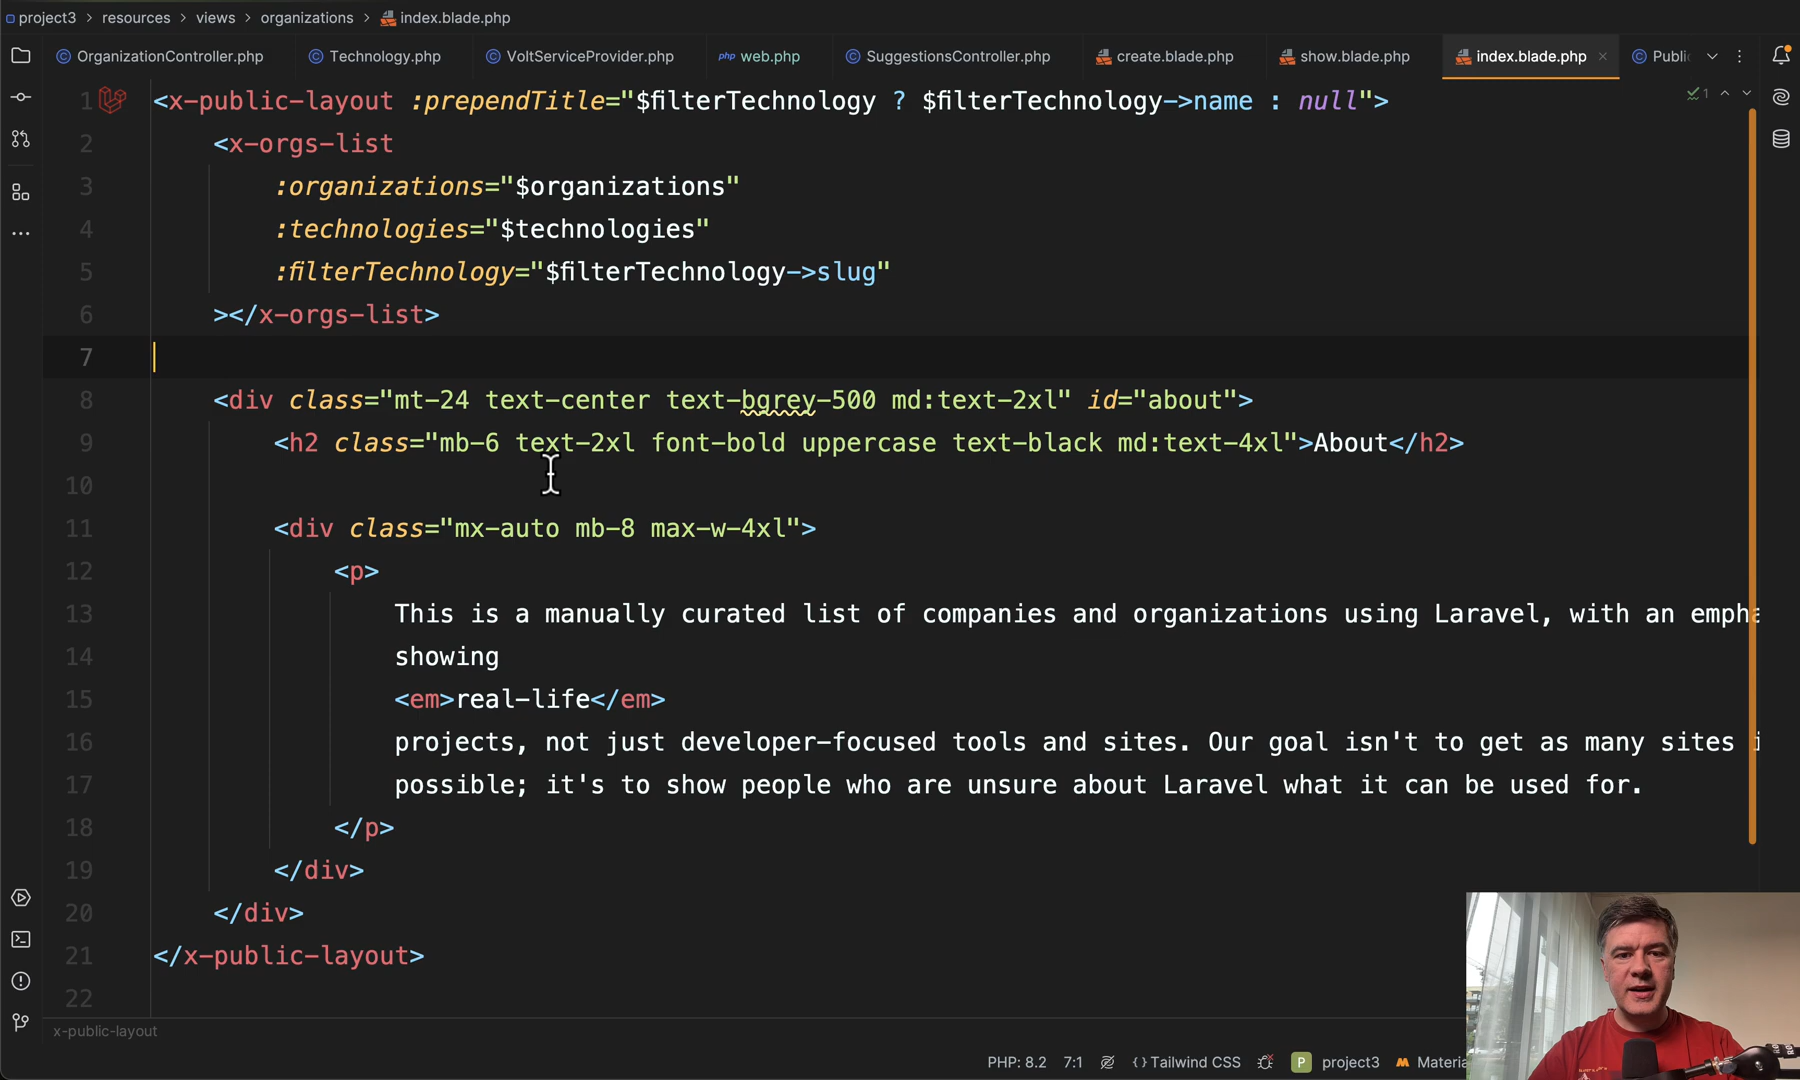 project3 > resources > views > organizations > index.blade.php
OrganizationController.php Technology.php VoltServiceProvider.php php web.php SuggestionsController.php create.blade.php show.blade.php index.blade.php × Public
1 <x-public-layout :prependTitle="$filterTechnology ? $filterTechnology->name : null">
2 <x-orgs-list
3 :organizations="$organizations"
4 :technologies="$technologies"
5 :filterTechnology="$filterTechnology->slug"
6 ></x-orgs-list>
7
8 <div class="mt-24 text-center text-bgrey-500 md:text-2xl" id="about">
9 <h2 class="mb-6 text-2xl font-bold uppercase text-black md:text-4xl">About</h2>
10
11 <div class="mx-auto mb-8 max-w-4xl">
12 <p>
13 This is a manually curated list of companies and organizations using Laravel, with an empha
14 showing
15 <em>real-life</em>
16 projects, not just developer-focused tools and sites. Our goal isn't to get as many sites i
17 possible; it's to show people who are unsure about Laravel what it can be used for.
18 </p>
19 </div>
20 </div>
21 </x-public-layout>
22
1
x-public-layout
PHP: 8.2 7:1 {} Tailwind CSS P project3 Materia